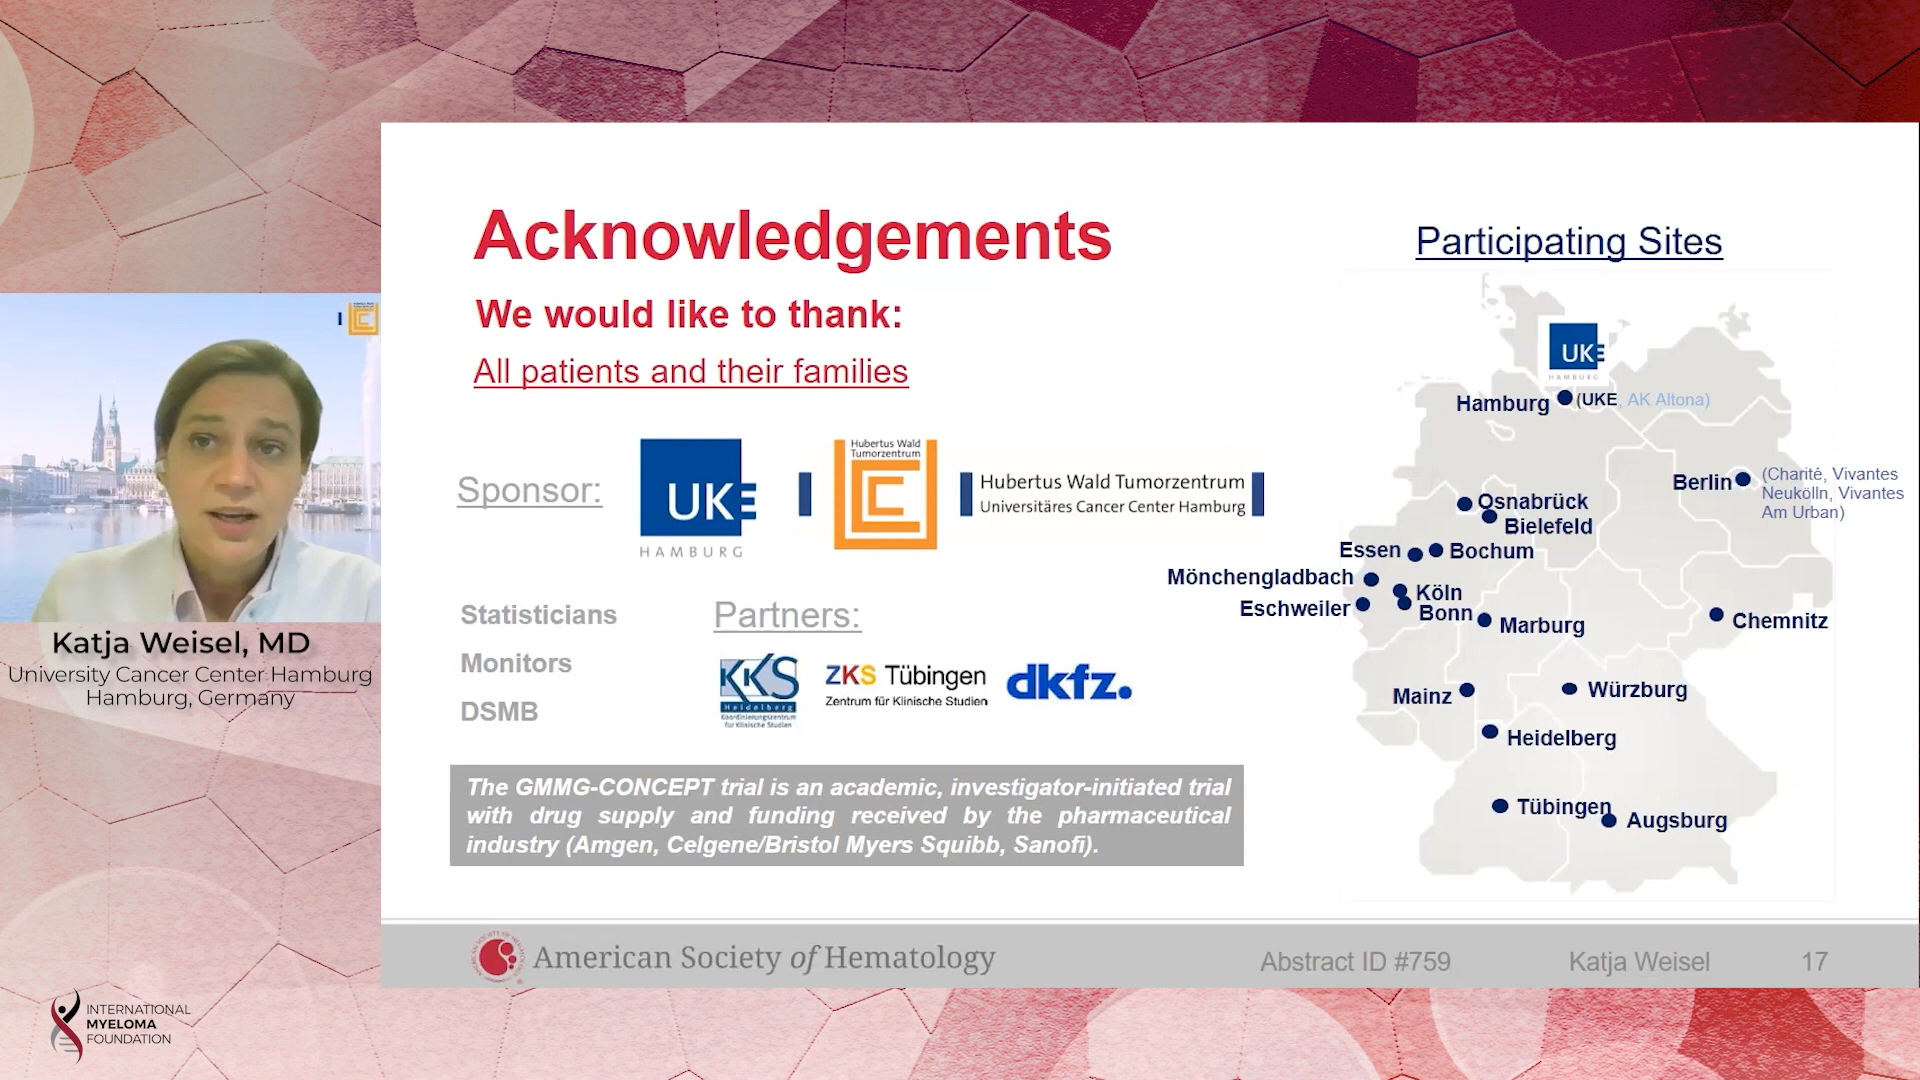 Acknowledgements
We would like to thank:
All patients and their families
Sponsor:
UKE
HAMBURG
Hubertus Wald
Tumorzentrum
Hubertus Wald Tumorzentrum
Universitäres Cancer Center Hamburg
Statisticians
Monitors
DSMB
Partners:
KKS
Heidelberg
Koordinierungszentrum
für Klinische Studien
ZKS Tübingen
Zentrum für Klinische Studien
dkfz.
The GMMG-CONCEPT trial is an academic, investigator-initiated trial
with drug supply and funding received by the pharmaceutical
industry (Amgen, Celgene/Bristol Myers Squibb, Sanofi).
Participating Sites
UKE
HAMBURG
Hamburg (UKE, AK Altona)
Berlin (Charité, Vivantes
Neukölln, Vivantes
Am Urban)
Osnabrück
Bielefeld
Essen
Bochum
Mönchengladbach
Köln
Eschweiler
Bonn
Marburg
Chemnitz
Mainz
Würzburg
Heidelberg
Tübingen
Augsburg
American Society of Hematology
Abstract ID #759
Katja Weisel
17
Katja Weisel, MD
University Cancer Center Hamburg
Hamburg, Germany
INTERNATIONAL
MYELOMA
FOUNDATION